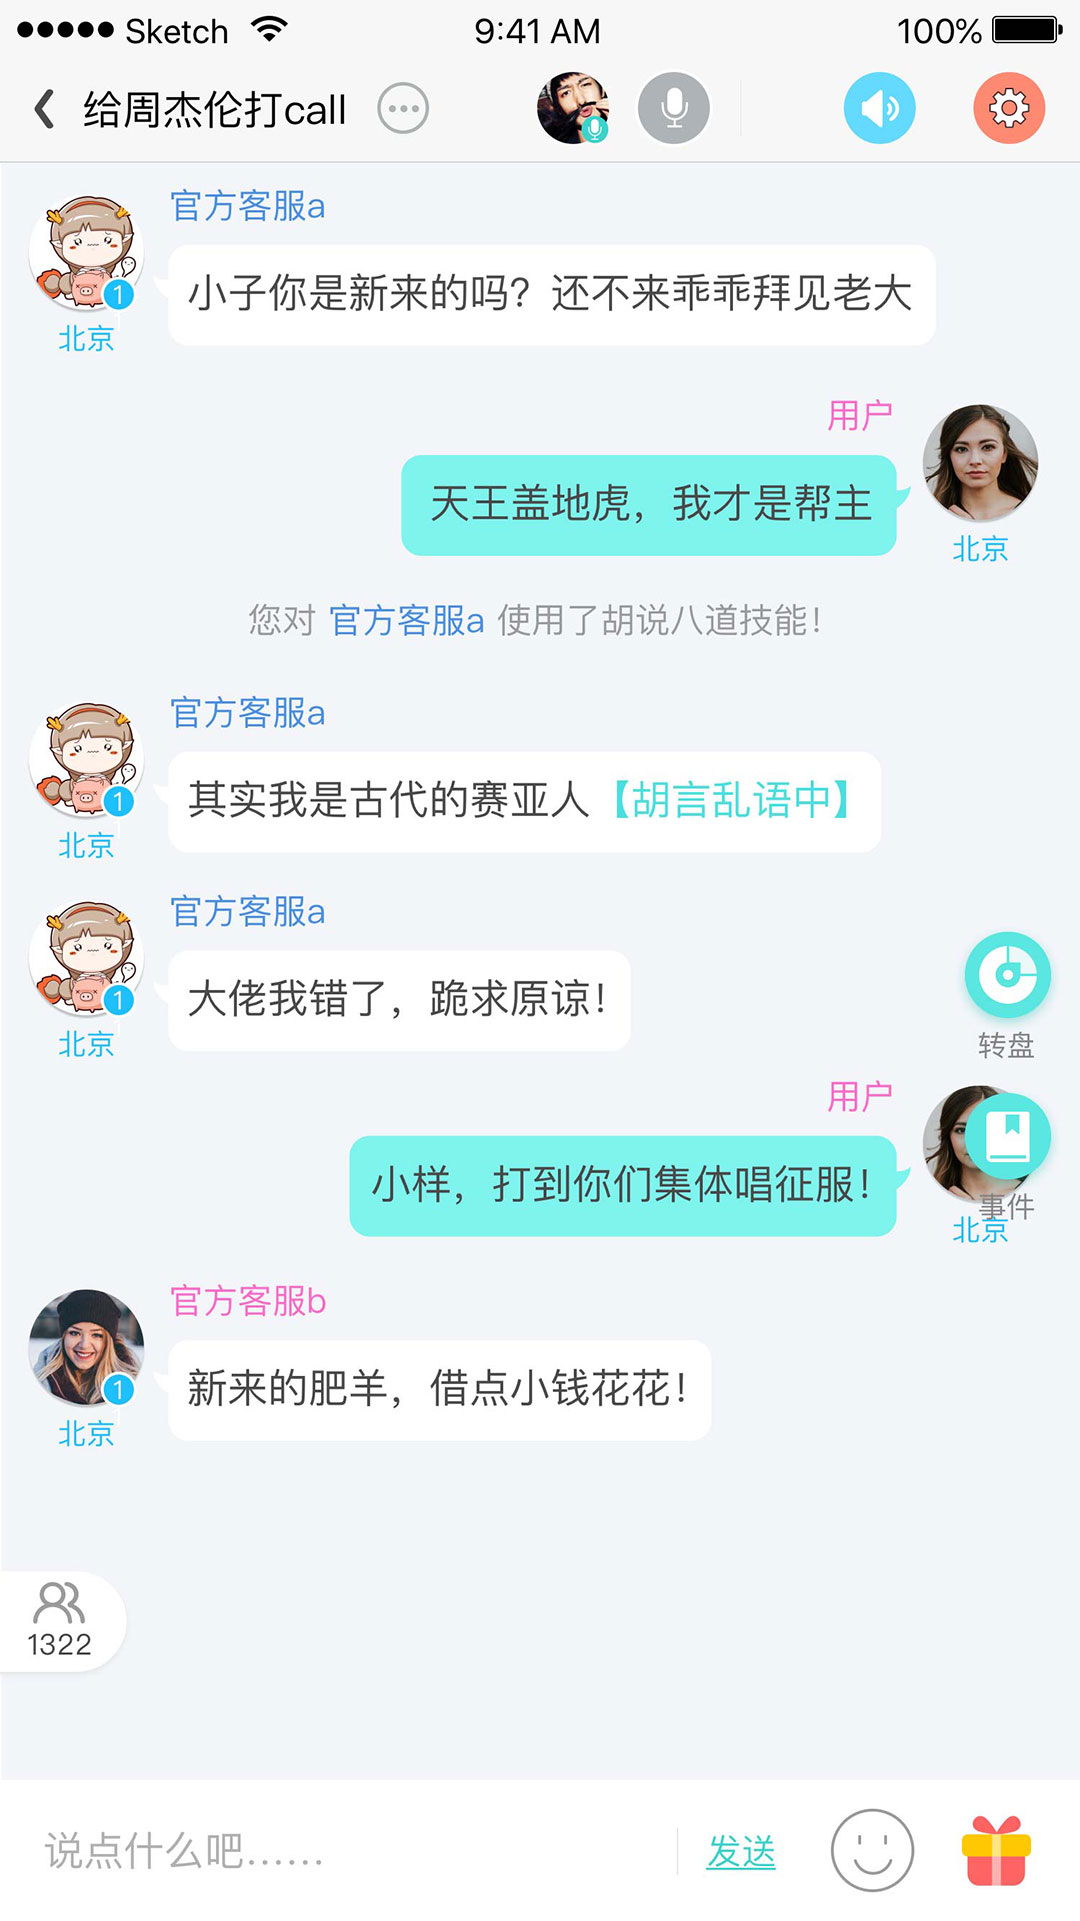 Sketch 9:41 AM 100%
给周杰伦打call
官方客服a
小子你是新来的吗？还不来乖乖拜见老大
1
北京
用户
天王盖地虎，我才是帮主
北京
您对 官方客服a 使用了胡说八道技能！
官方客服a
其实我是古代的赛亚人【胡言乱语中】
1
北京
官方客服a
大佬我错了，跪求原谅！
1
北京
转盘
用户
小样，打到你们集体唱征服！
事件
北京
官方客服b
新来的肥羊，借点小钱花花！
1
北京
1322
说点什么吧…… 发送